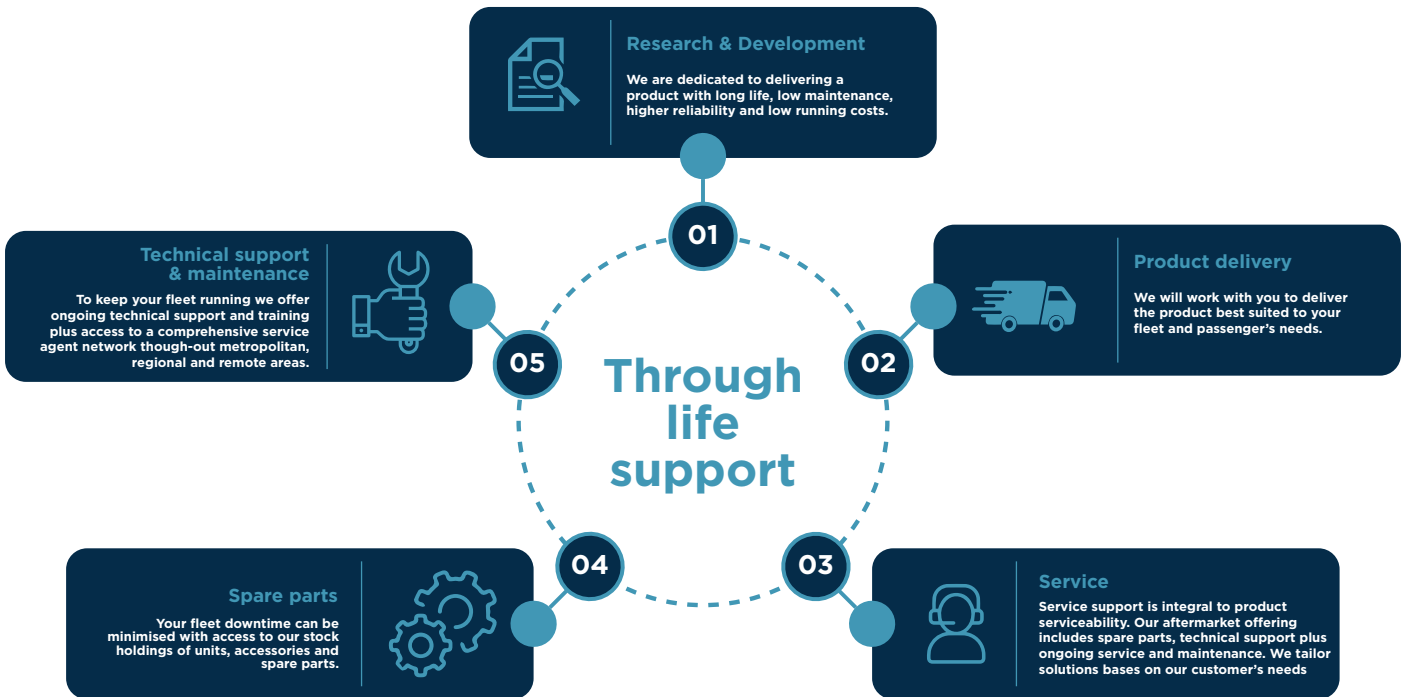 Research & Development
We are dedicated to delivering a
product with long life, low maintenance,
higher reliability and low running costs.
01
Product delivery
We will work with you to deliver
the product best suited to your
fleet and passenger's needs.
02
Service
Service support is integral to product
serviceability. Our aftermarket offering
includes spare parts, technical support plus
ongoing service and maintenance. We tailor
solutions bases on our customer's needs
03
Spare parts
Your fleet downtime can be
minimised with access to our stock
holdings of units, accessories and
spare parts.
04
Technical support
& maintenance
To keep your fleet running we offer
ongoing technical support and training
plus access to a comprehensive service
agent network though-out metropolitan,
regional and remote areas.
05
Through
life
support